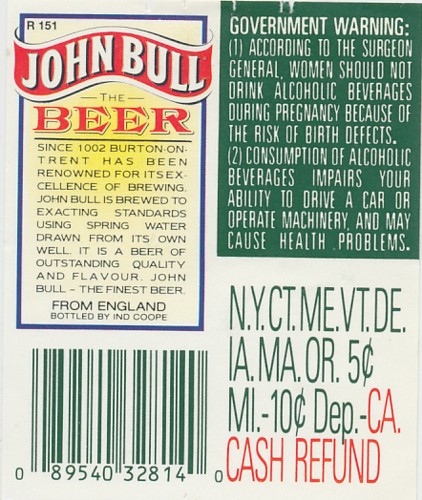 R 151
JOHN BULL
THE
BEER
SINCE 1002 BURTON-ON-
TRENT HAS BEEN
RENOWNED FOR ITS EX-
CELLENCE OF BREWING.
JOHN BULL IS BREWED TO
EXACTING STANDARDS
USING SPRING WATER
DRAWN FROM ITS OWN
WELL. IT IS A BEER OF
OUTSTANDING QUALITY
AND FLAVOUR. JOHN
BULL – THE FINEST BEER.
FROM ENGLAND
BOTTLED BY IND COOPE
GOVERNMENT WARNING:
(1) ACCORDING TO THE SURGEON
GENERAL, WOMEN SHOULD NOT
DRINK ALCOHOLIC BEVERAGES
DURING PREGNANCY BECAUSE OF
THE RISK OF BIRTH DEFECTS.
(2) CONSUMPTION OF ALCOHOLIC
BEVERAGES IMPAIRS YOUR
ABILITY TO DRIVE A CAR OR
OPERATE MACHINERY, AND MAY
CAUSE HEALTH PROBLEMS.
N.Y.CT.ME.VT.DE.
IA.MA.OR. 5¢
MI.-10¢ Dep.-CA.
CASH REFUND
0 89540 32814 0